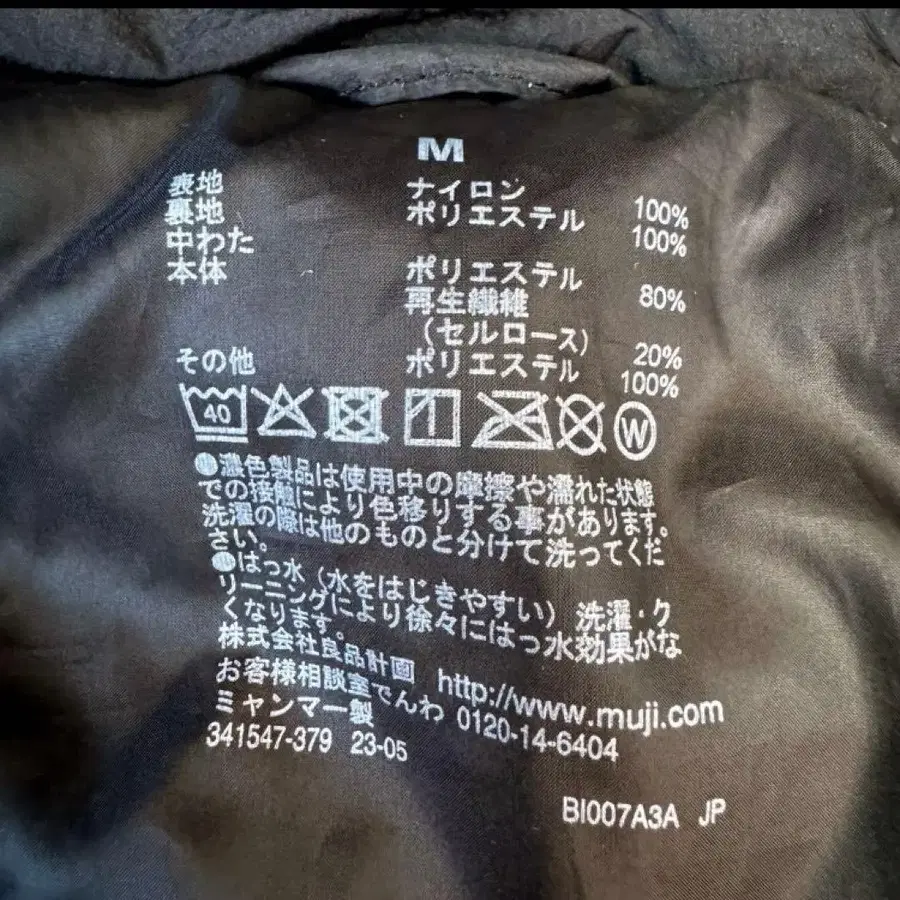 M
表地 ナイロン 100%
裏地 ポリエステル 100%
中わた
本体 ポリエステル 80%
再生繊維
（セルロース） 20%
その他 ポリエステル 100%
40 W
濃色製品は使用中の摩擦や濡れた状態
での接触により色移りする事があります。
洗濯の際は他のものと分けて洗ってくだ
さい。
はっ水（水をはじきやすい）洗濯・ク
リーニングにより徐々にはっ水効果がな
くなります。
株式会社良品計画 http://www.muji.com
お客様相談室でんわ 0120-14-6404
ミャンマー製
341547-379 23-05
BI007A3A JP